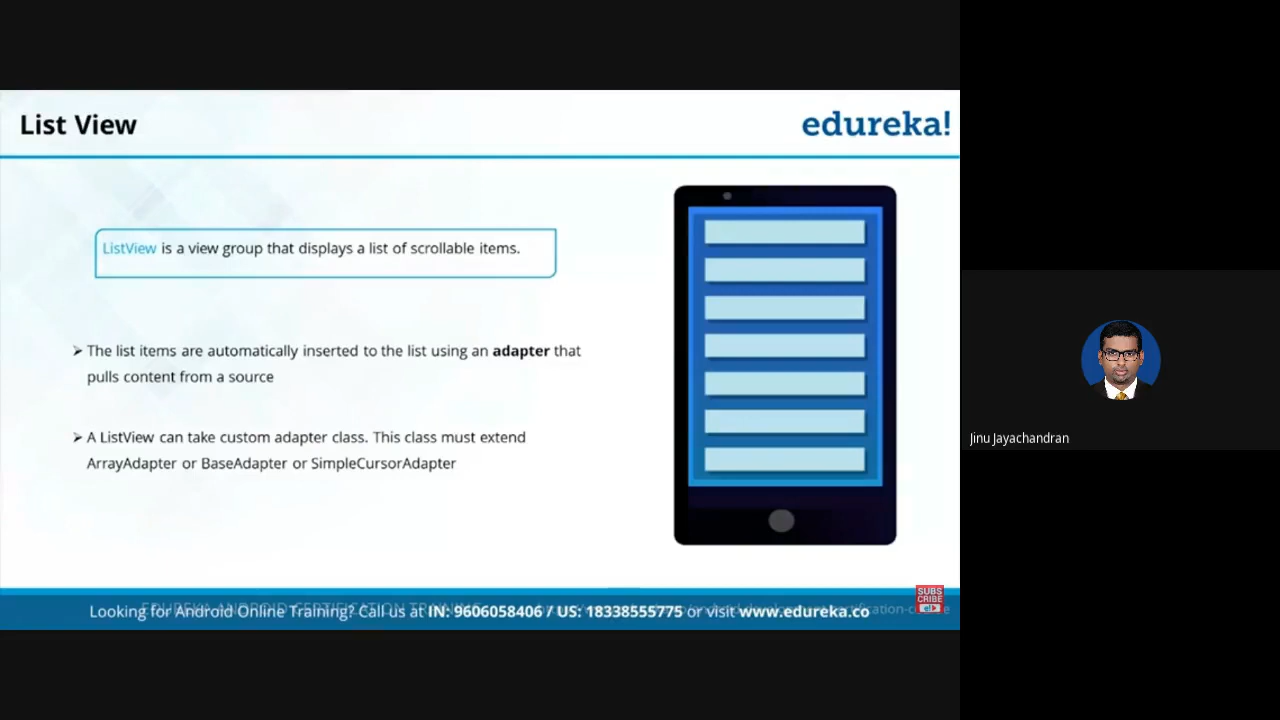 List View
edureka!
ListView is a view group that displays a list of scrollable items.
➢ The list items are automatically inserted to the list using an adapter that
pulls content from a source
➢ A ListView can take custom adapter class. This class must extend
ArrayAdapter or BaseAdapter or SimpleCursorAdapter
Jinu Jayachandran
SUBS
CRIBE
Looking for Android Online Training? Call us at IN: 9606058406 / US: 18338555775 or visit www.edureka.co